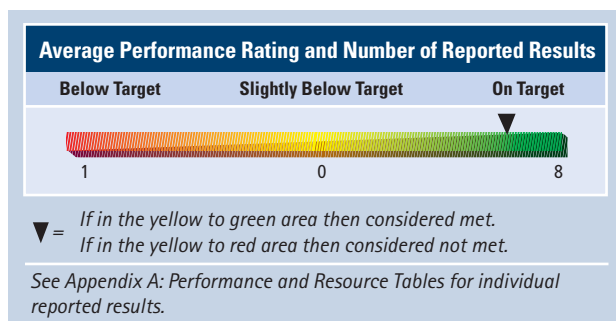 Average Performance Rating and Number of Reported Results
Below Target Slightly Below Target On Target
1 0 8
= If in the yellow to green area then considered met.
If in the yellow to red area then considered not met.
See Appendix A: Performance and Resource Tables for individual
reported results.